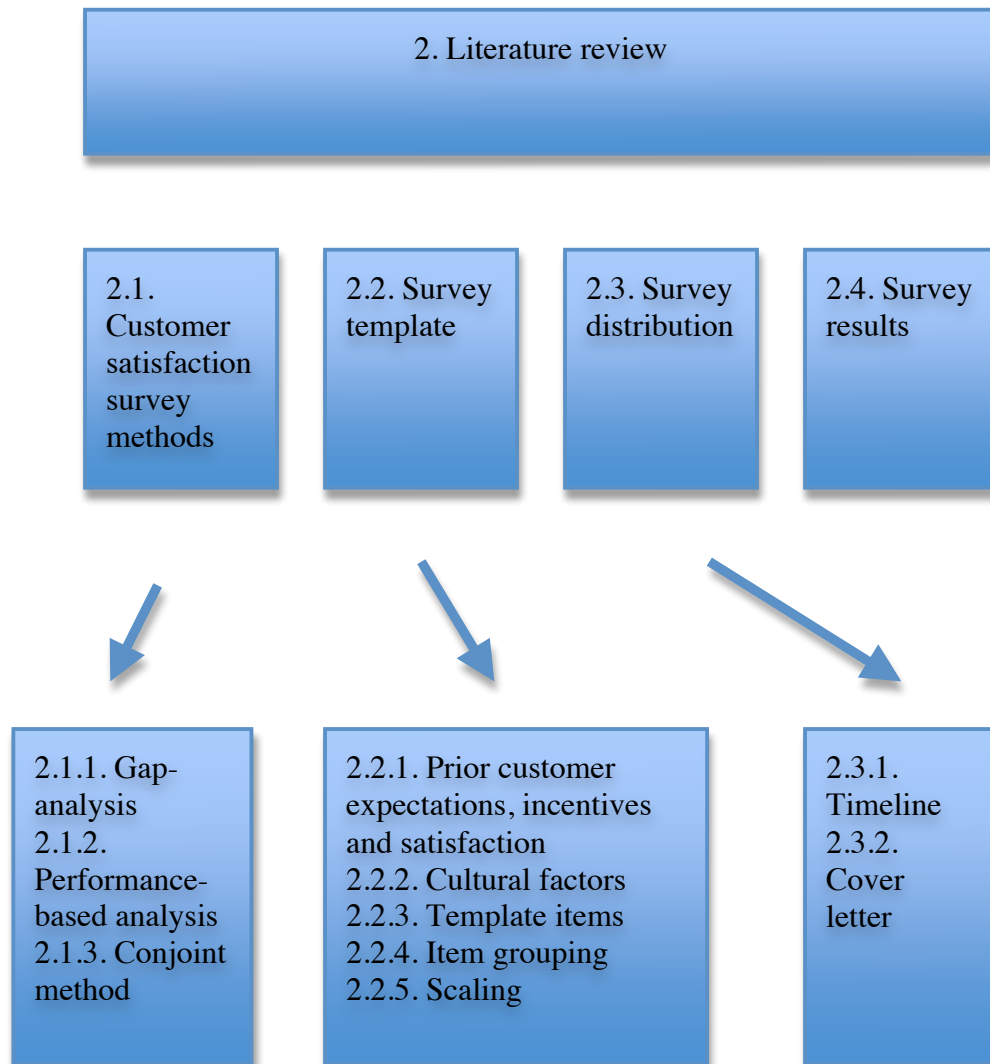 2. Literature review
2.1.
Customer
satisfaction
survey
methods
2.2. Survey
template
2.3. Survey
distribution
2.4. Survey
results
2.1.1. Gap-
analysis
2.1.2.
Performance-
based analysis
2.1.3. Conjoint
method
2.2.1. Prior customer
expectations, incentives
and satisfaction
2.2.2. Cultural factors
2.2.3. Template items
2.2.4. Item grouping
2.2.5. Scaling
2.3.1.
Timeline
2.3.2.
Cover
letter